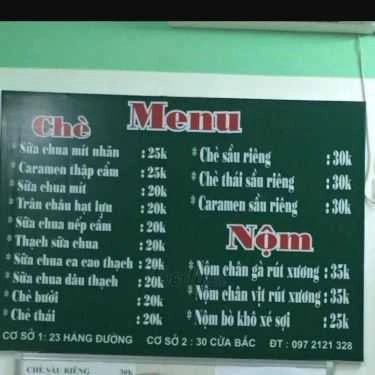 Menu
Chè
* Sữa chua mít nhãn : 25k
* Caramen thập cẩm : 25k
* Sữa chua mít : 20k
* Trân châu hạt lựu : 20k
* Sữa chua nếp cẩm : 20k
* Thạch sữa chua : 20k
* Sữa chua ca cao thạch : 20k
* Sữa chua dâu thạch : 20k
* Chè bưởi : 20k
* Chè thái : 20k
* Chè sầu riêng : 30k
* Chè thái sầu riêng : 30k
* Caramen sầu riêng : 30k
Nộm
* Nộm chân gà rút xương : 35k
* Nộm chân vịt rút xương : 35k
* Nộm bò khô xé sợi : 25k
CƠ SỞ 1: 23 HÀNG ĐƯỜNG CƠ SỞ 2 : 30 CỬA BẮC ĐT : 097 2121 328
CHÈ SẦU RIÊNG 30k